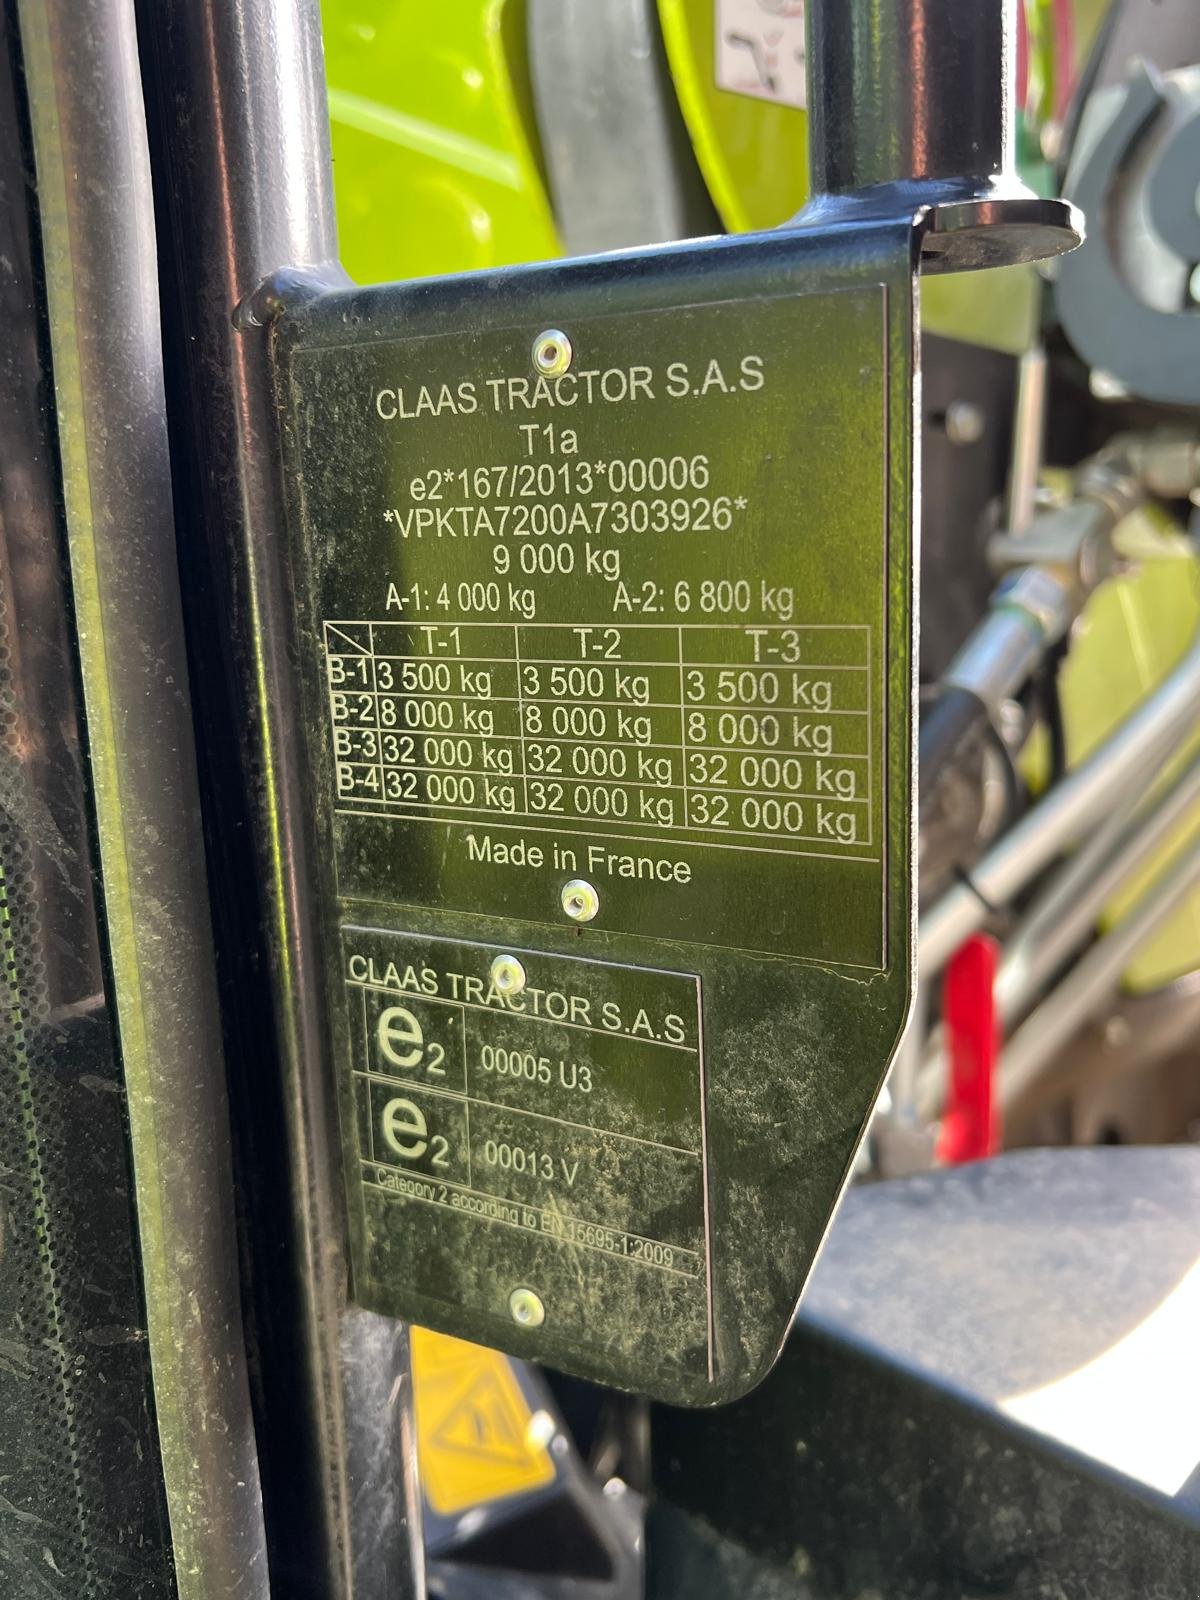 CLAAS TRACTOR S.A.S
T1a
e2*167/2013*00006
*VPKTA7200A7303926*
9 000 kg
A-1: 4 000 kg A-2: 6 800 kg
T-1 T-2 T-3
B-1 3 500 kg 3 500 kg 3 500 kg
B-2 8 000 kg 8 000 kg 8 000 kg
B-3 32 000 kg 32 000 kg 32 000 kg
B-4 32 000 kg 32 000 kg 32 000 kg
Made in France
CLAAS TRACTOR S.A.S
e2 00005 U3
e2 00013 V
Category 2 according to EN 15695-1:2009